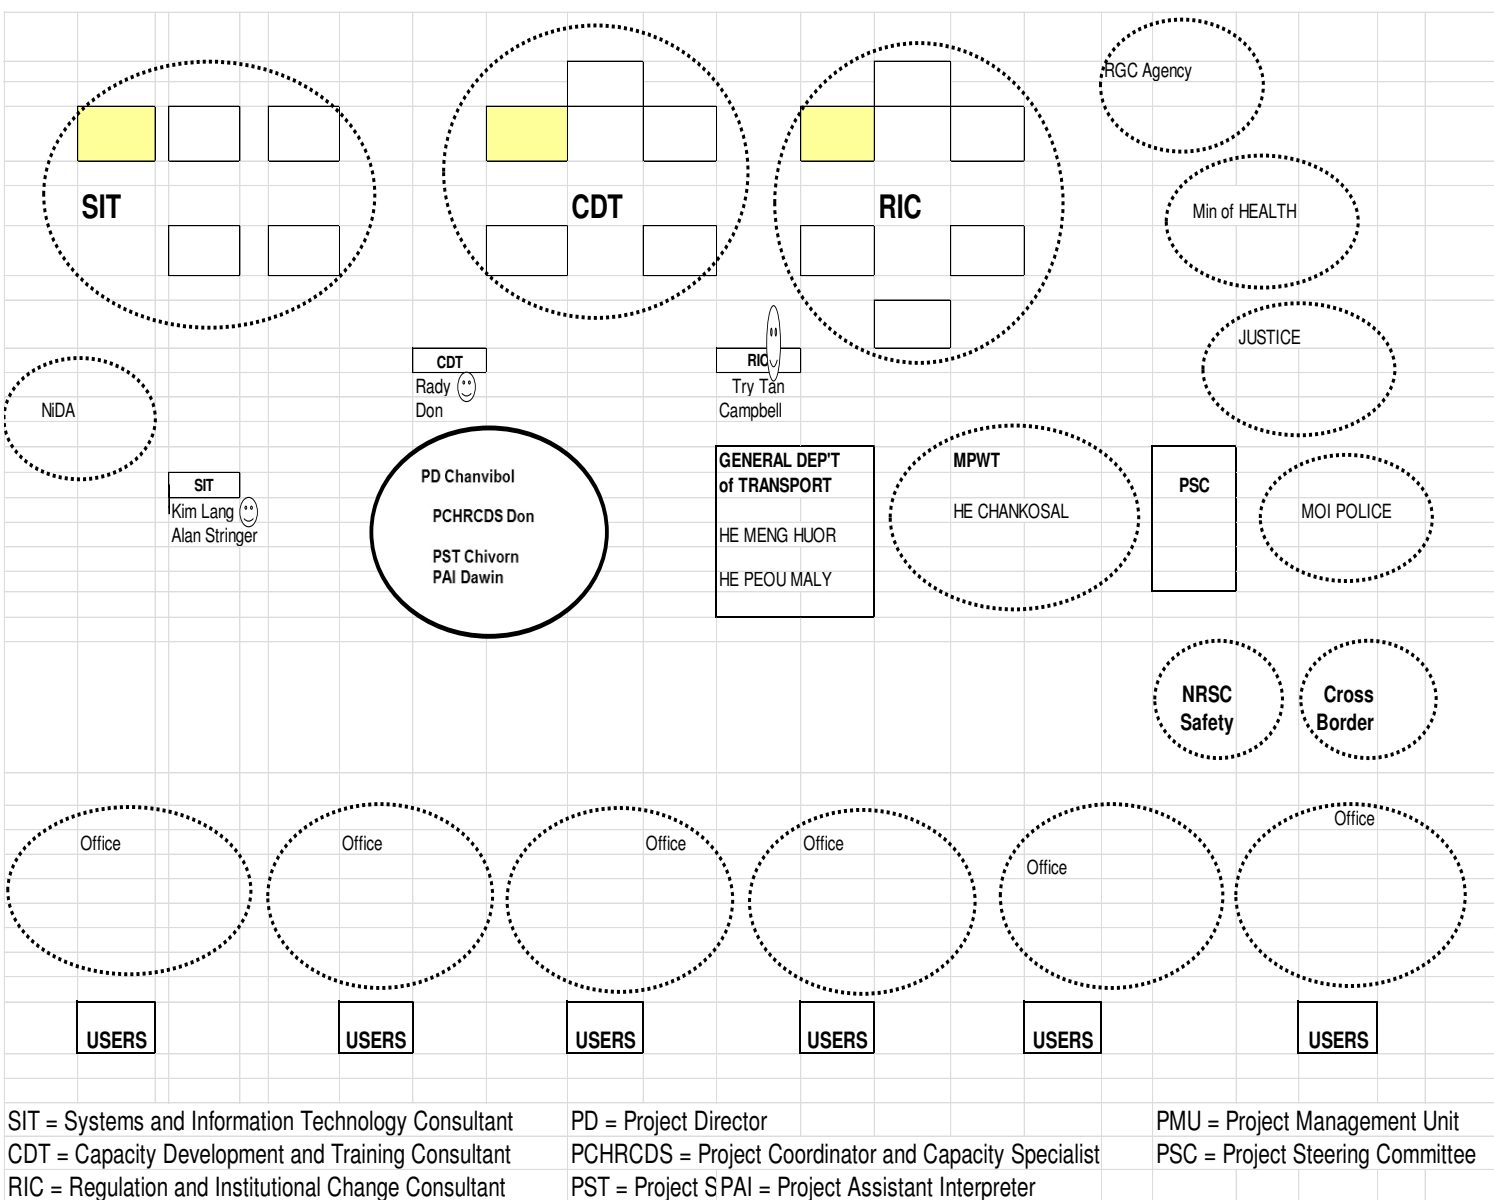 RGC Agency
SIT
CDT
RIC
Min of HEALTH
JUSTICE
CDT
Rady
Don
RIC
Try Tan
Campbell
NiDA
SIT
Kim Lang
Alan Stringer
PD Chanvibol
PCHRCDS Don
PST Chivorn
PAI Dawin
GENERAL DEP'T
of TRANSPORT
HE MENG HUOR
HE PEOU MALY
MPWT
HE CHANKOSAL
PSC
MOI POLICE
NRSC
Safety
Cross
Border
Office
Office
Office
Office
Office
Office
USERS
USERS
USERS
USERS
USERS
USERS
SIT = Systems and Information Technology Consultant
PD = Project Director
PMU = Project Management Unit
CDT = Capacity Development and Training Consultant
PCHRCDS = Project Coordinator and Capacity Specialist
PSC = Project Steering Committee
RIC = Regulation and Institutional Change Consultant
PST = Project S
PAI = Project Assistant Interpreter